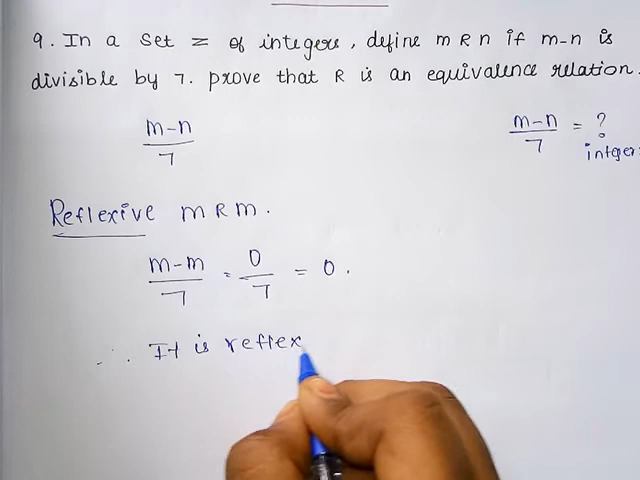 9. In a set Z of integers, define m R n if m-n is
divisible by 7. prove that R is an equivalence relation.
m-n
7
m-n
7
= ?
integer
Reflexive m R m.
m-m
7
= 0
7
= 0.
∴ It is reflex